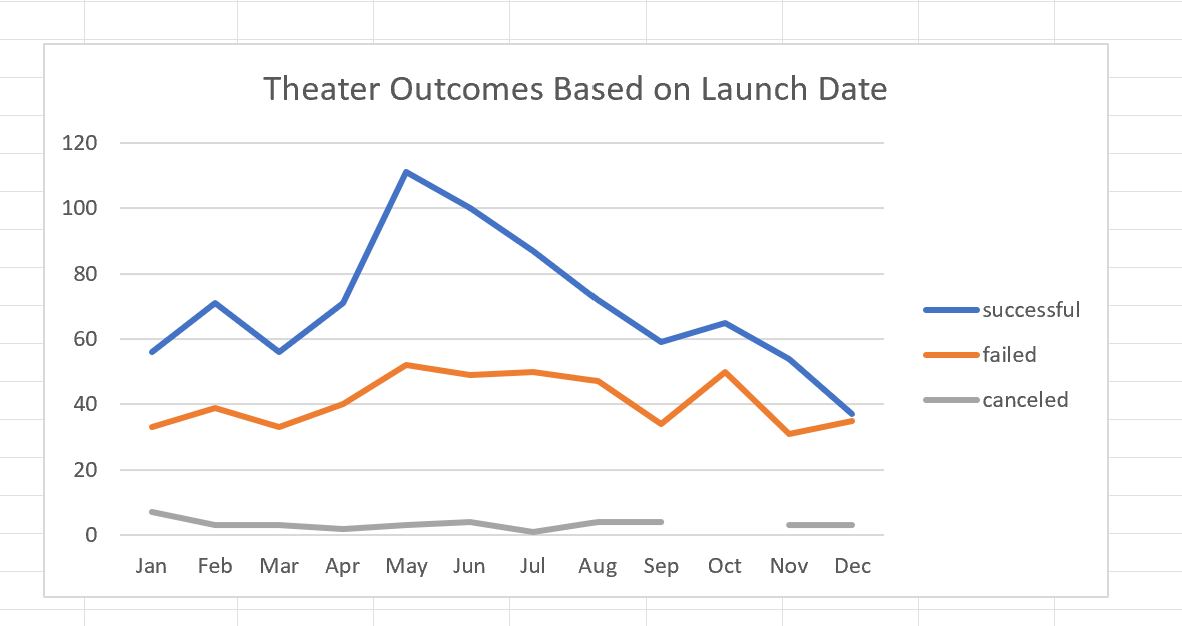 Theater Outcomes Based on Launch Date
120
100
80
60
40
20
0
Jan Feb Mar Apr May Jun Jul Aug Sep Oct Nov Dec
successful
failed
canceled